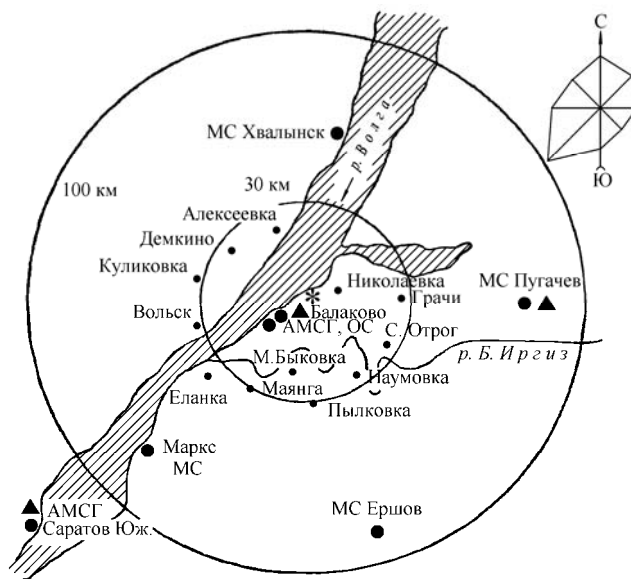 С
МС Хвалынск
р. Волга
100 км
30 км
Алексеевка
Демкино
Куликовка
Николаевка
МС Пугачев
Грачи
Ю
Вольск
Балаково
АМСГ, ОС
С. Отрог
р. Б. Иргиз
М.Быковка
Наумовка
Еланка
Маянга
Пылковка
Маркс
МС
АМСГ
Саратов Юж.
МС Ершов